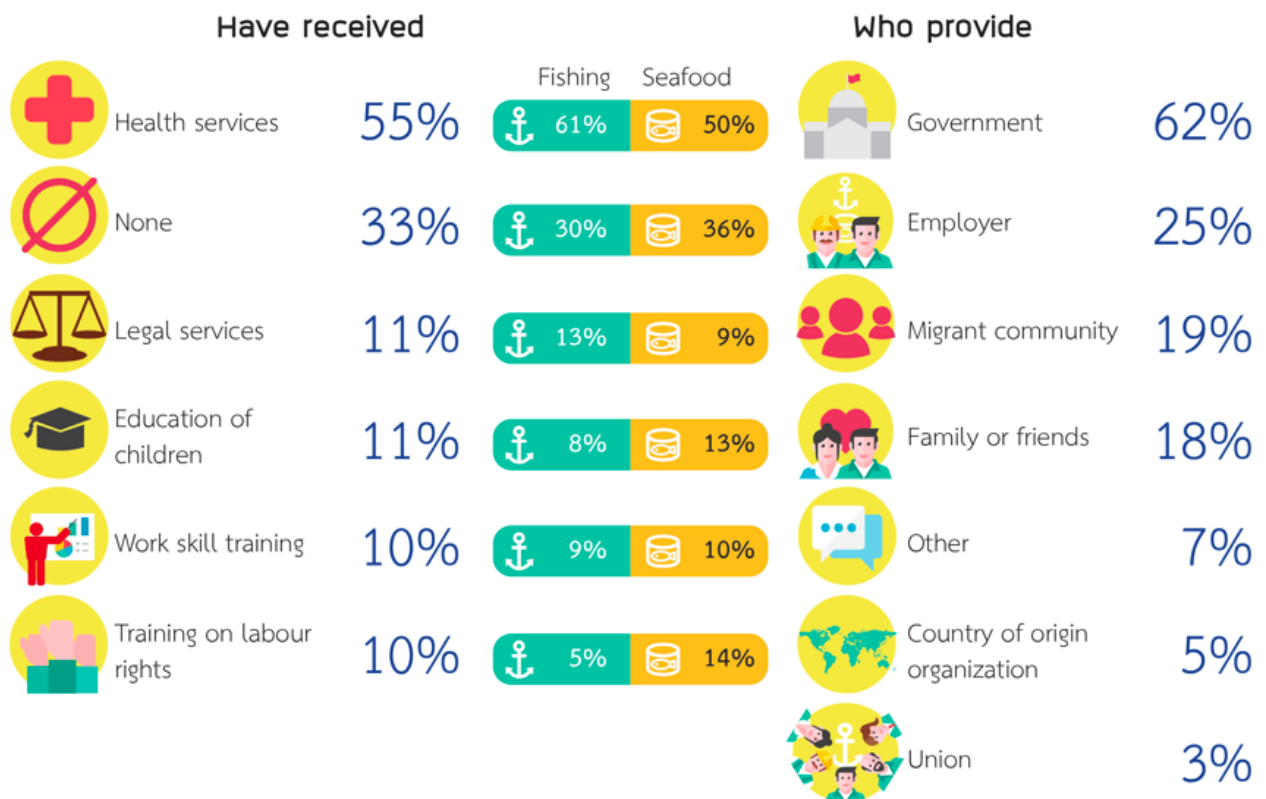 Have received
Who provide
Fishing Seafood
Health services 55% 61% 50%
Government 62%
None 33% 30% 36%
Employer 25%
Legal services 11% 13% 9%
Migrant community 19%
Education of
children 11% 8% 13%
Family or friends 18%
Work skill training 10% 9% 10%
Other 7%
Training on labour
rights 10% 5% 14%
Country of origin
organization 5%
Union 3%